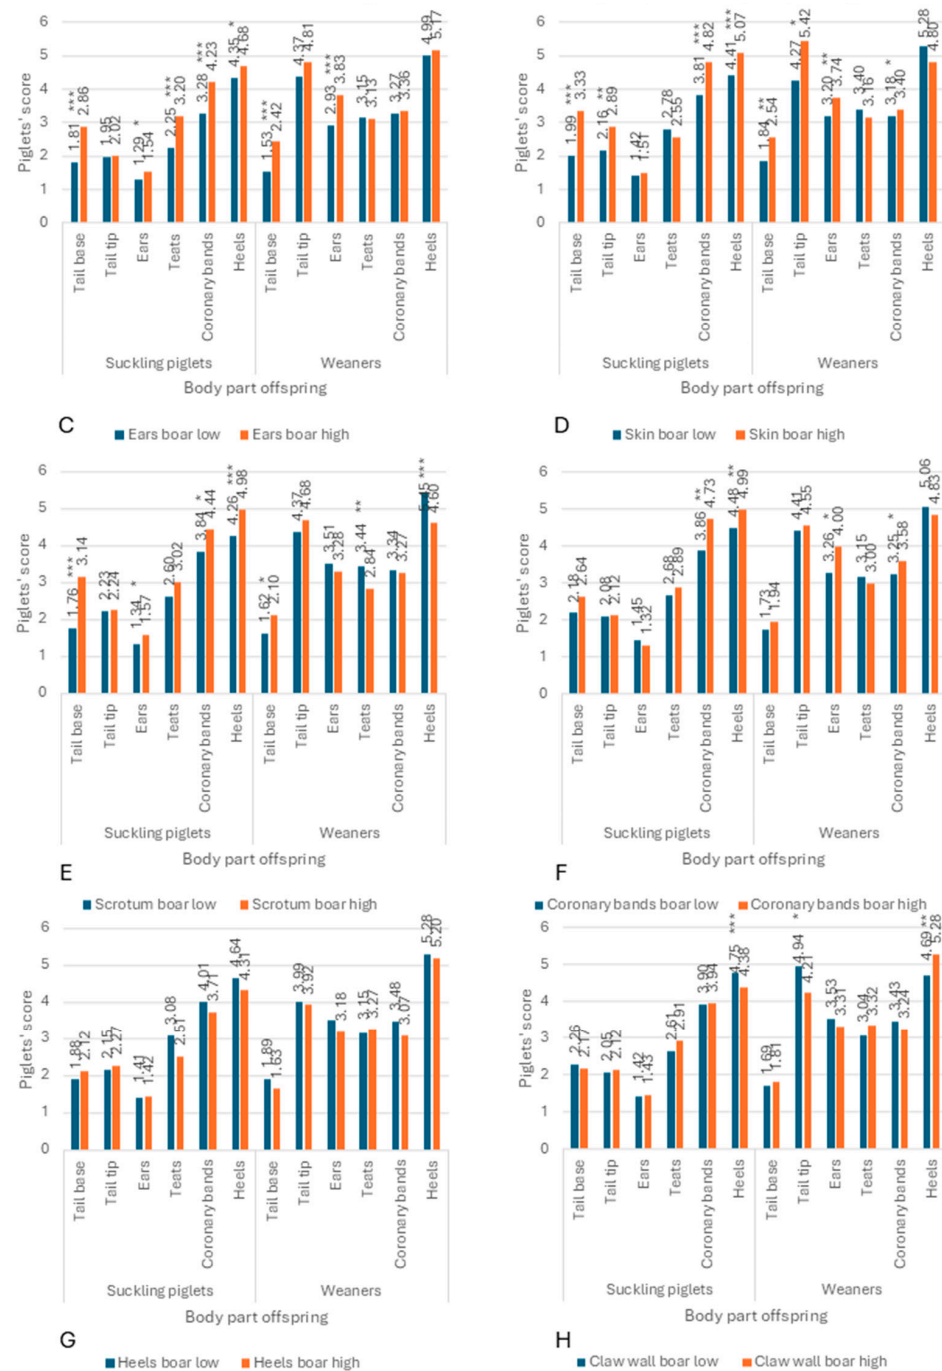 Piglets' score
6
5
4
3
2
1
0
1.81 ***
2.86
1.95
2.02
1.29 *
1.54
2.25 ***
3.20
3.28 ***
4.23
4.35 *
4.68
1.53 ***
2.42
4.37
4.81
2.93 ***
3.83
3.15
3.13
3.27
3.36
4.99
5.17
Tail base
Tail tip
Ears
Teats
Coronary bands
Heels
Tail base
Tail tip
Ears
Teats
Coronary bands
Heels
Suckling piglets
Weaners
Body part offspring
Piglets' score
6
5
4
3
2
1
0
1.99 ***
3.33
2.16 **
2.89
1.42
1.51
2.78
2.55
3.81 ***
4.82
4.41 ***
5.07
1.84 **
2.54
4.27 *
5.42
3.20 **
3.74
3.40
3.16
3.18 *
3.40
5.28
4.80
Tail base
Tail tip
Ears
Teats
Coronary bands
Heels
Tail base
Tail tip
Ears
Teats
Coronary bands
Heels
Suckling piglets
Weaners
Body part offspring
C
Ears boar low
Ears boar high
Piglets' score
6
5
4
3
2
1
0
1.76 ***
3.14
2.23
2.24
1.34 *
1.57
2.60
3.02
3.84 *
4.44
4.26 ***
4.98
1.62 *
2.10
4.37
4.68
3.51
3.28
3.44 **
2.84
3.34
3.27
5.45 ***
4.60
Tail base
Tail tip
Ears
Teats
Coronary bands
Heels
Tail base
Tail tip
Ears
Teats
Coronary bands
Heels
Suckling piglets
Weaners
Body part offspring
D
Skin boar low
Skin boar high
Piglets' score
6
5
4
3
2
1
0
2.18
2.64
2.08
2.12
1.45
1.32
2.68
2.89
3.86 **
4.73
4.48 **
4.99
1.73
1.94
4.41
4.55
3.26 *
4.00
3.15
3.00
3.25 *
3.58
5.06
4.83
Tail base
Tail tip
Ears
Teats
Coronary bands
Heels
Tail base
Tail tip
Ears
Teats
Coronary bands
Heels
Suckling piglets
Weaners
Body part offspring
E
Scrotum boar low
Scrotum boar high
Piglets' score
6
5
4
3
2
1
0
1.88
2.12
2.15
2.27
1.41
1.42
3.08
2.51
4.01
3.71
4.64
4.31
1.89
1.63
3.99
3.92
3.18
3.15
3.27
3.48
3.07
5.28
5.20
Tail base
Tail tip
Ears
Teats
Coronary bands
Heels
Tail base
Tail tip
Ears
Teats
Coronary bands
Heels
Suckling piglets
Weaners
Body part offspring
F
Coronary bands boar low
Coronary bands boar high
Piglets' score
6
5
4
3
2
1
0
2.26
2.17
2.05
2.12
1.42
1.43
2.61
2.91
3.90
3.94
4.75 ***
4.38
1.69
1.81
4.94 *
4.21
3.53
3.31
3.04
3.32
3.43
3.24
4.69 **
5.28
Tail base
Tail tip
Ears
Teats
Coronary bands
Heels
Tail base
Tail tip
Ears
Teats
Coronary bands
Heels
Suckling piglets
Weaners
Body part offspring
G
Heels boar low
Heels boar high
H
Claw wall boar low
Claw wall boar high